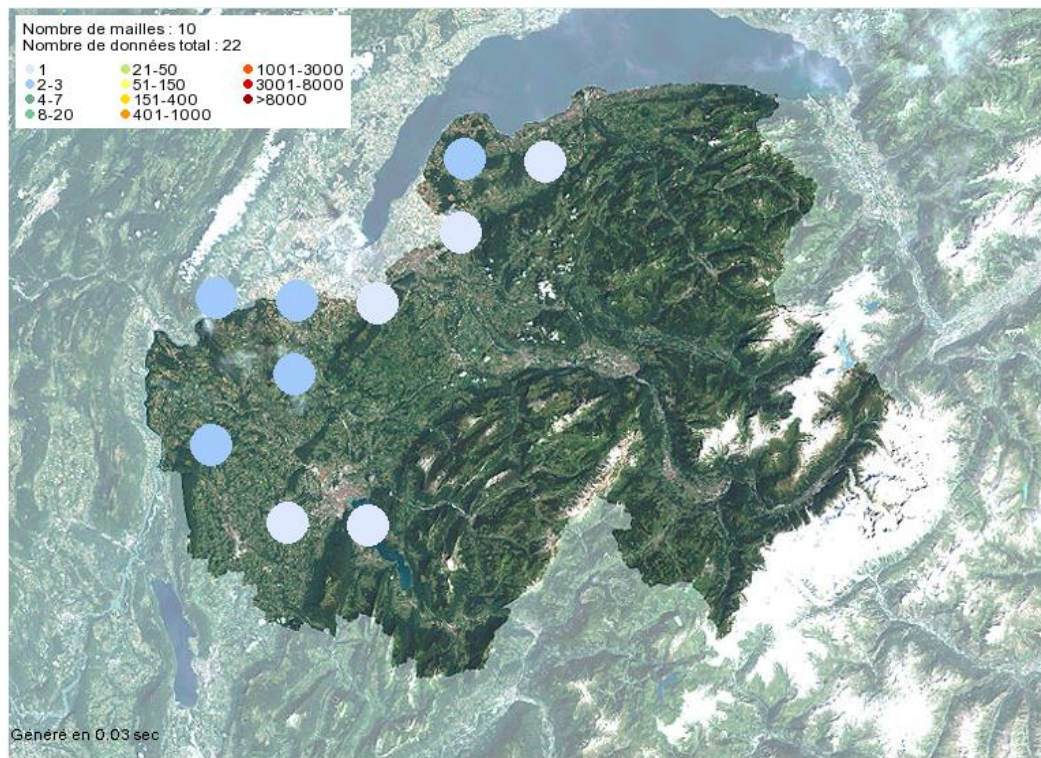 Nombre de mailles : 10
Nombre de données total : 22
1 21-50 1001-3000
2-3 51-150 3001-8000
4-7 151-400 >8000
8-20 401-1000
Généré en 0.03 sec